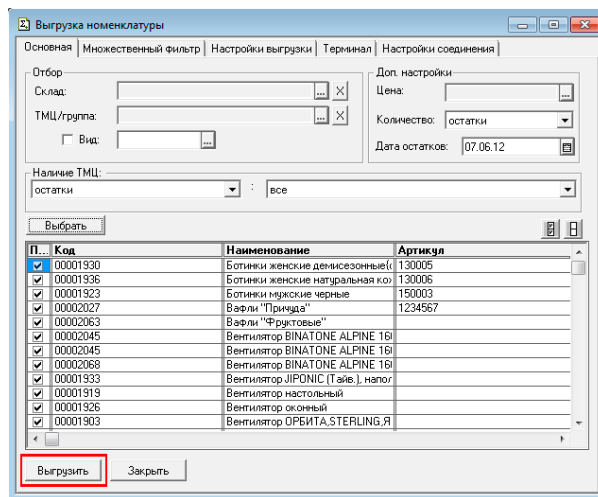 Выгрузка номенклатуры
Основная Множественный фильтр Настройки выгрузки Терминал Настройки соединения
Отбор
Склад: ... X
ТМЦ/группа: ... X
Вид: ...
Доп. настройки
Цена: ...
Количество: остатки
Дата остатков: 07.06.12
Наличие ТМЦ:
остатки : все
Выбрать
П... Код Наименование Артикул
00001930 Ботинки женские демисезонные( 130005
00001936 Ботинки женские натуральная ко 130006
00001923 Ботинки мужские черные 150003
00002027 Вафли "Причуда" 1234567
00002063 Вафли "Фруктовые"
00002045 Вентилятор BINATONE ALPINE 16
00002045 Вентилятор BINATONE ALPINE 16
00002068 Вентилятор BINATONE ALPINE 16
00001933 Вентилятор JIPONIC (Тайв.), напол
00001919 Вентилятор настольный
00001926 Вентилятор оконный
00001903 Вентилятор ОРБИТА,STERLING,Я
Выгрузить Закрыть